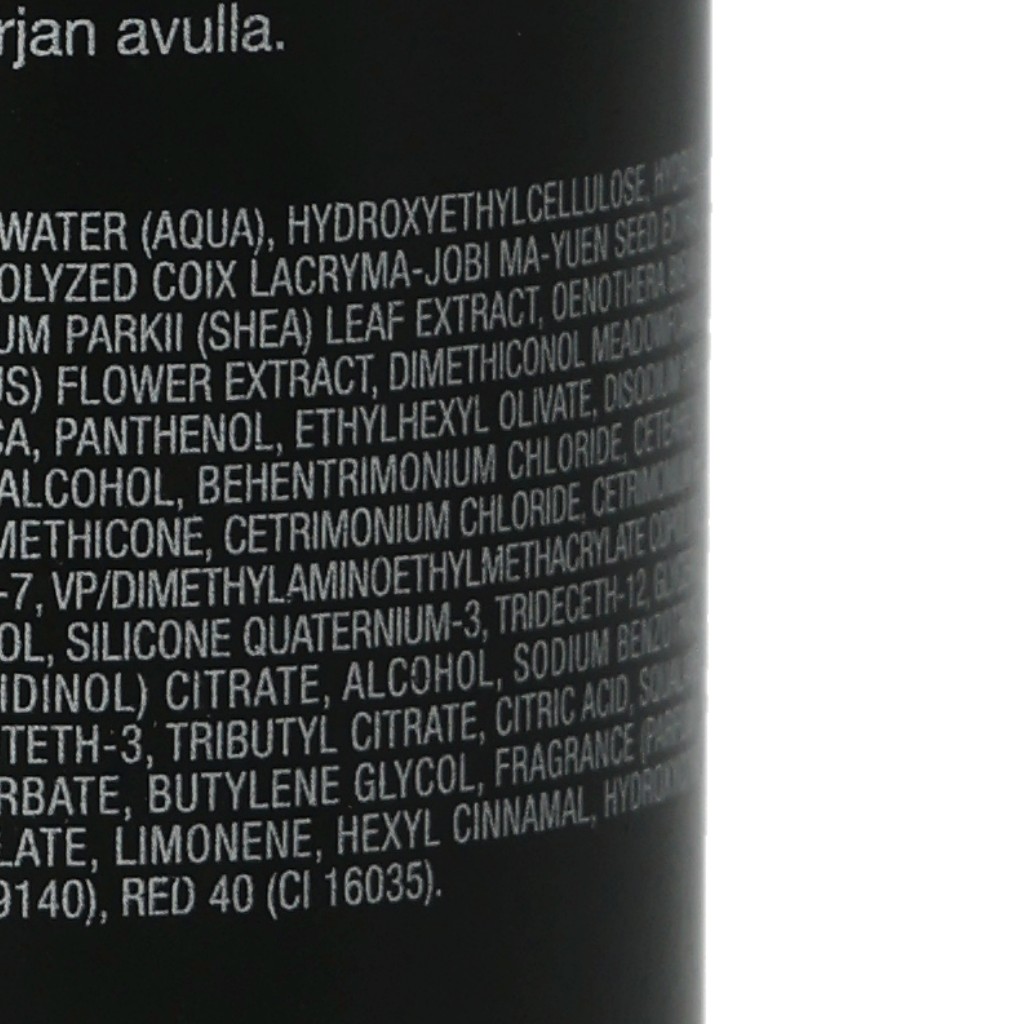 rjan avulla.
WATER (AQUA), HYDROXYETHYLCELLULOSE,
OLYZED COIX LACRYMA-JOBI MA-YUEN SEED
UM PARKII (SHEA) LEAF EXTRACT, OENOTHERA
US) FLOWER EXTRACT, DIMETHICONOL
CA, PANTHENOL, ETHYLHEXYL OLIVATE, DISODIUM
ALCOHOL, BEHENTRIMONIUM CHLORIDE,
METHICONE, CETRIMONIUM CHLORIDE,
-7, VP/DIMETHYLAMINOETHYLMETHACRYLATE
OL, SILICONE QUATERNIUM-3, TRIDECETH-12,
IDINOL) CITRATE, ALCOHOL, SODIUM
TETH-3, TRIBUTYL CITRATE, CITRIC ACID,
RBATE, BUTYLENE GLYCOL, FRAGRANCE
LATE, LIMONENE, HEXYL CINNAMAL,
9140), RED 40 (CI 16035).